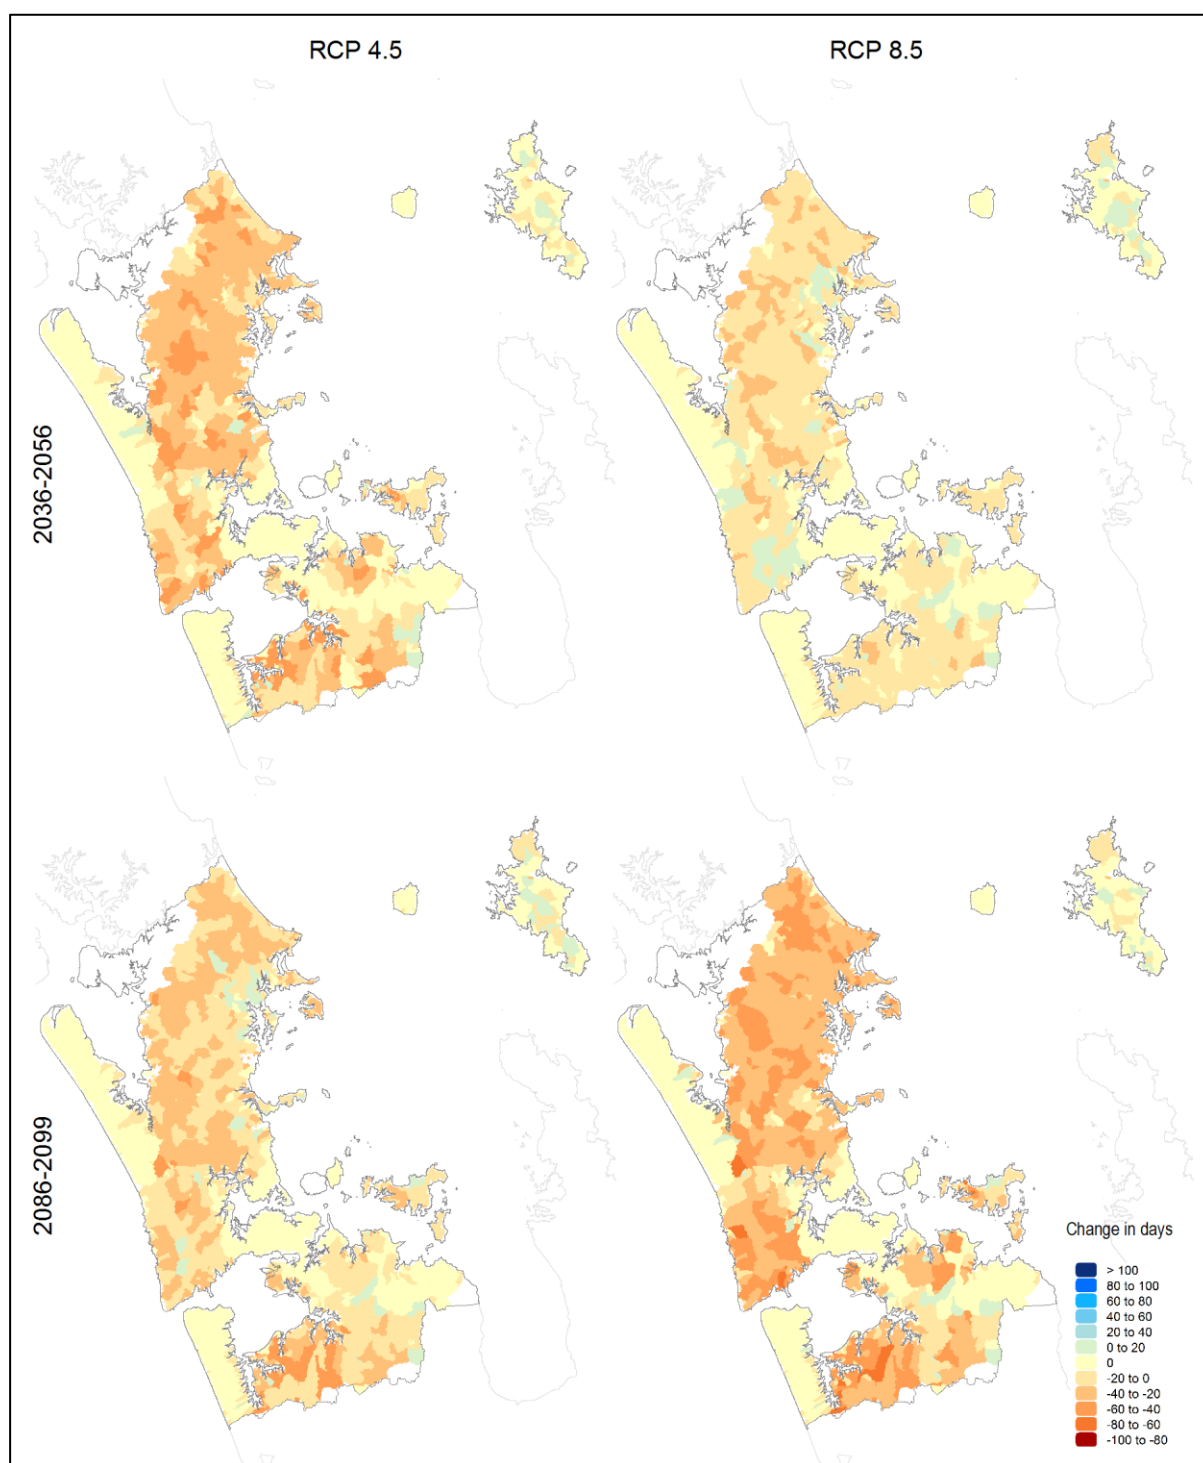 RCP 4.5
RCP 8.5
2036-2056
2086-2099
Change in days
> 100
80 to 100
60 to 80
40 to 60
20 to 40
0 to 20
0
-20 to 0
-40 to -20
-60 to -40
-80 to -60
-100 to -80